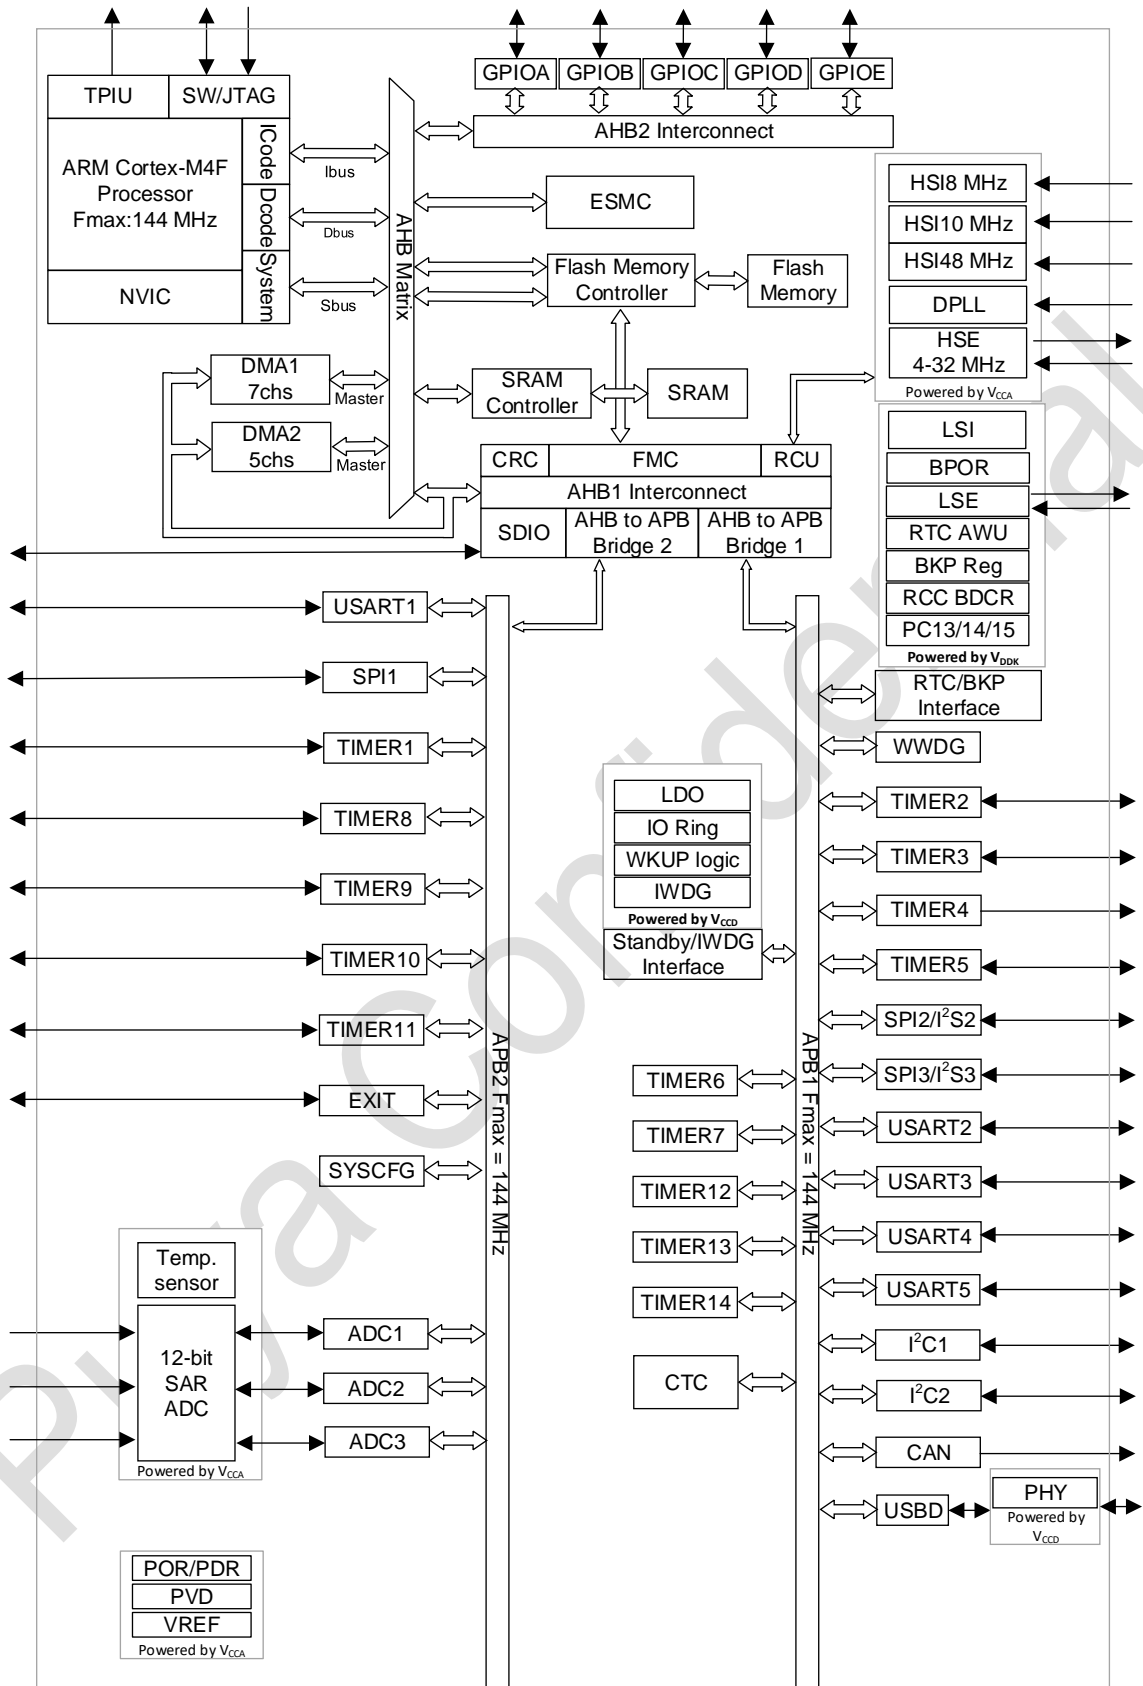 TPIU
SW/JTAG
ARM Cortex-M4F
Processor
Fmax:144 MHz
NVIC
ICode
Dcode
System
Ibus
Dbus
Sbus
AHB Matrix
GPIOA
GPIOB
GPIOC
GPIOD
GPIOE
AHB2 Interconnect
ESMC
Flash Memory
Controller
Flash
Memory
HSI8 MHz
HSI10 MHz
HSI48 MHz
DPLL
HSE
4-32 MHz
Powered by VCCA
DMA1
7chs
Master
DMA2
5chs
Master
SRAM
Controller
SRAM
CRC
FMC
RCU
AHB1 Interconnect
SDIO
AHB to APB
Bridge 2
AHB to APB
Bridge 1
LSI
BPOR
LSE
RTC AWU
BKP Reg
RCC BDCR
PC13/14/15
Powered by VDDK
USART1
SPI1
TIMER1
TIMER8
TIMER9
TIMER10
TIMER11
EXIT
SYSCFG
APB2 Fmax = 144 MHz
Temp.
sensor
12-bit
SAR
ADC
Powered by VCCA
ADC1
ADC2
ADC3
POR/PDR
PVD
VREF
Powered by VCCA
LDO
IO Ring
WKUP logic
IWDG
Powered by VCCD
Standby/IWDG
Interface
TIMER6
TIMER7
TIMER12
TIMER13
TIMER14
CTC
APB1 Fmax = 144 MHz
RTC/BKP
Interface
WWDG
TIMER2
TIMER3
TIMER4
TIMER5
SPI2/I²S2
SPI3/I²S3
USART2
USART3
USART4
USART5
I²C1
I²C2
CAN
USBD
PHY
Powered by
VCCD
Puya Confidential